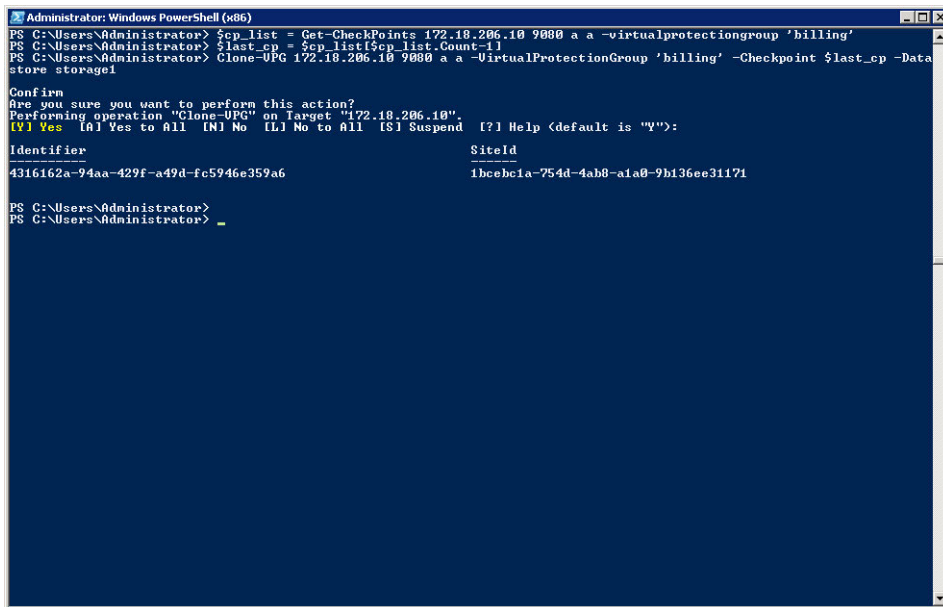 Administrator: Windows PowerShell (x86)
PS C:\Users\Administrator> $cp_list = Get-CheckPoints 172.18.206.10 9080 a a -virtualprotectiongroup 'billing'
PS C:\Users\Administrator> $last_cp = $cp_list[$cp_list.Count-1]
PS C:\Users\Administrator> Clone-VPG 172.18.206.10 9080 a a -VirtualProtectionGroup 'billing' -Checkpoint $last_cp -Data
store storage1
Confirm
Are you sure you want to perform this action?
Performing operation "Clone-VPG" on Target "172.18.206.10".
[Y] Yes  [A] Yes to All  [N] No  [L] No to All  [S] Suspend  [?] Help (default is "Y"):
Identifier SiteId
---------- ------
4316162a-94aa-429f-a49d-fc5946e359a6 1bcebc1a-754d-4ab8-a1a0-9b136ee31171
PS C:\Users\Administrator>
PS C:\Users\Administrator> _